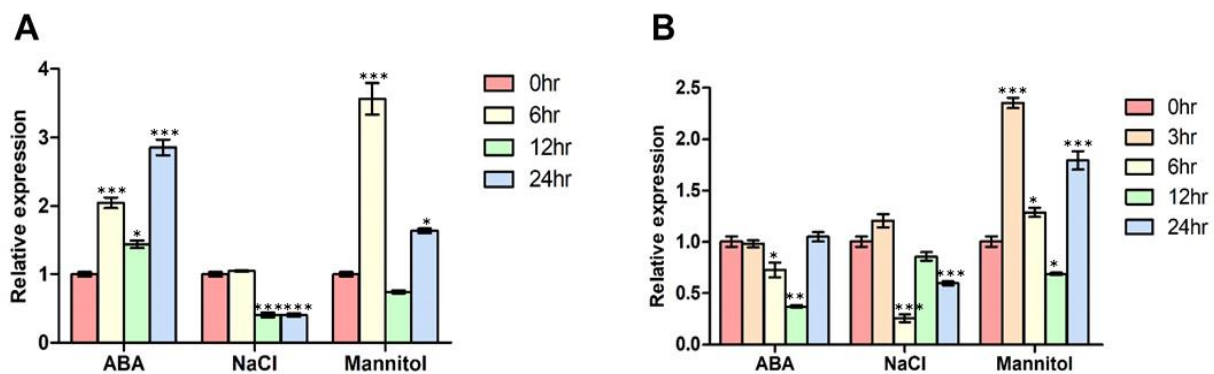 A
Relative expression
4
3
2
1
0
***
*
***
***
***
***
*
ABA
NaCl
Mannitol
0hr
6hr
12hr
24hr
B
Relative expression
2.5
2.0
1.5
1.0
0.5
0.0
*
**
***
***
***
*
*
***
ABA
NaCl
Mannitol
0hr
3hr
6hr
12hr
24hr